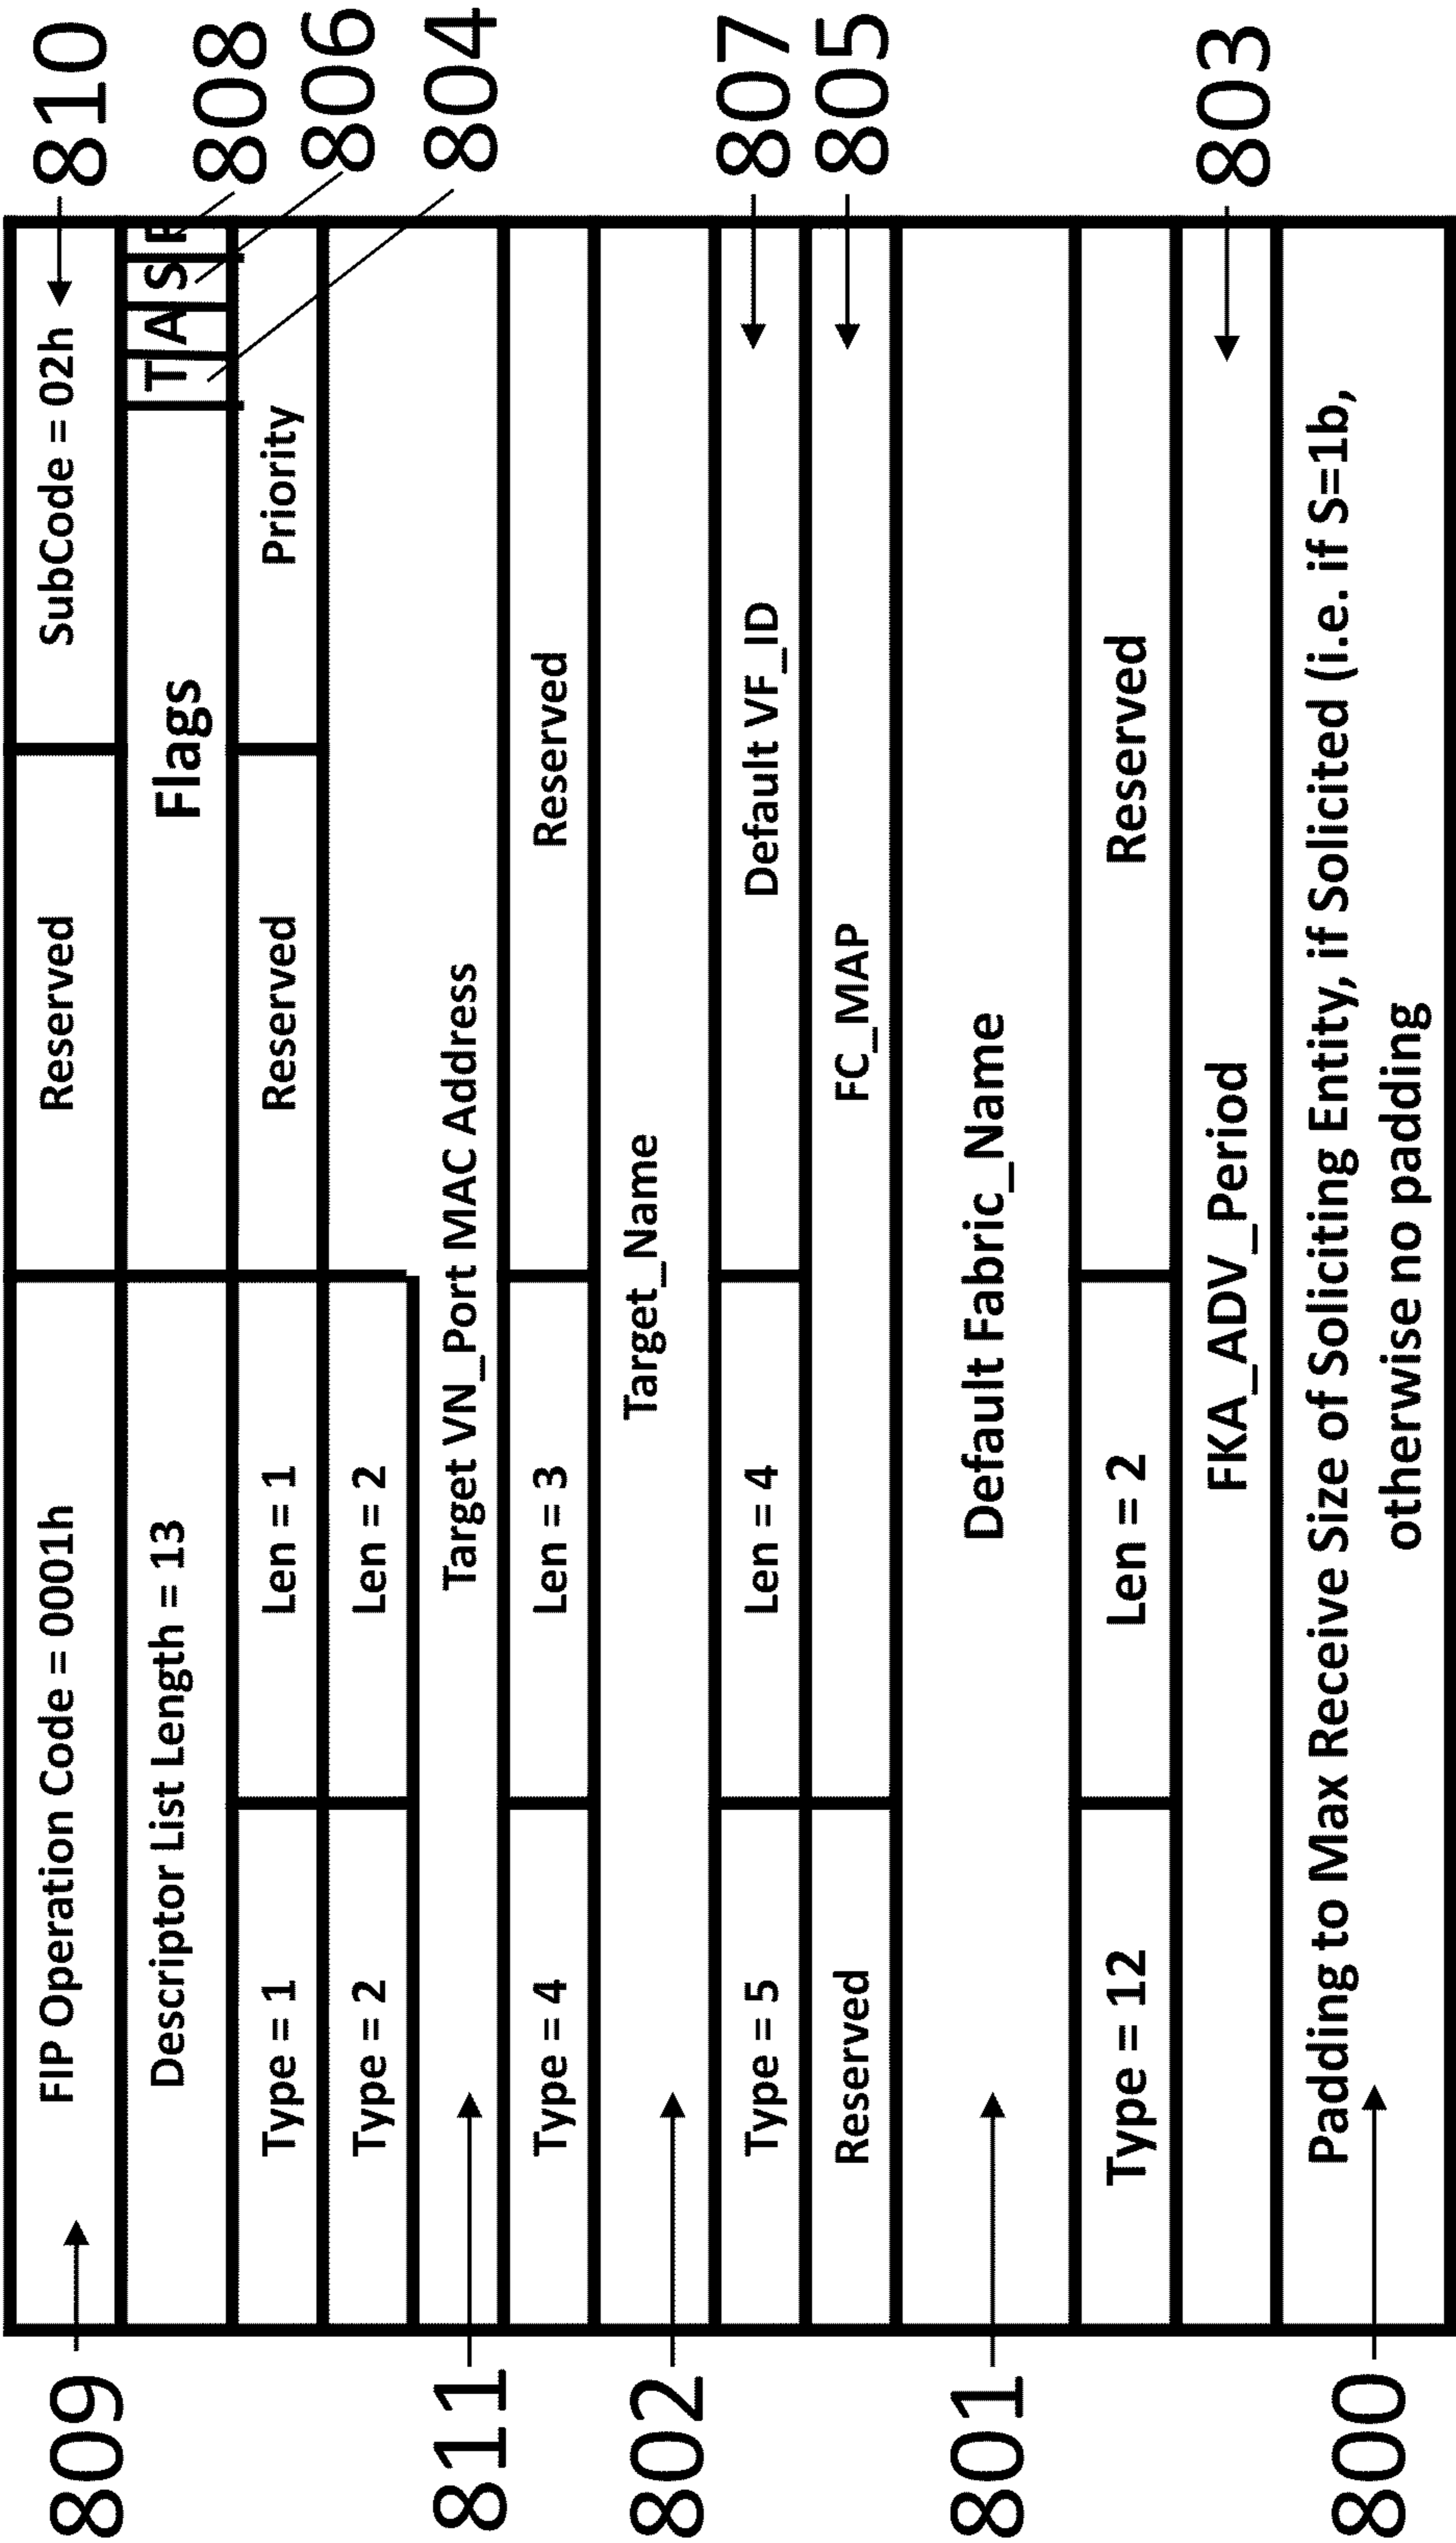 809
FIP Operation Code = 0001h
Reserved
SubCode = 02h
810
Descriptor List Length = 13
Flags
T
A
S
808
Type = 1
Len = 1
Reserved
Priority
806
Type = 2
Len = 2
804
811
Target VN_Port MAC Address
Type = 4
Len = 3
Reserved
802
Target_Name
Type = 5
Len = 4
Default VF_ID
807
Reserved
FC_MAP
805
801
Default Fabric_Name
Type = 12
Len = 2
Reserved
FKA_ADV_Period
803
800
Padding to Max Receive Size of Soliciting Entity, if Solicited (i.e. if S=1b,
otherwise no padding